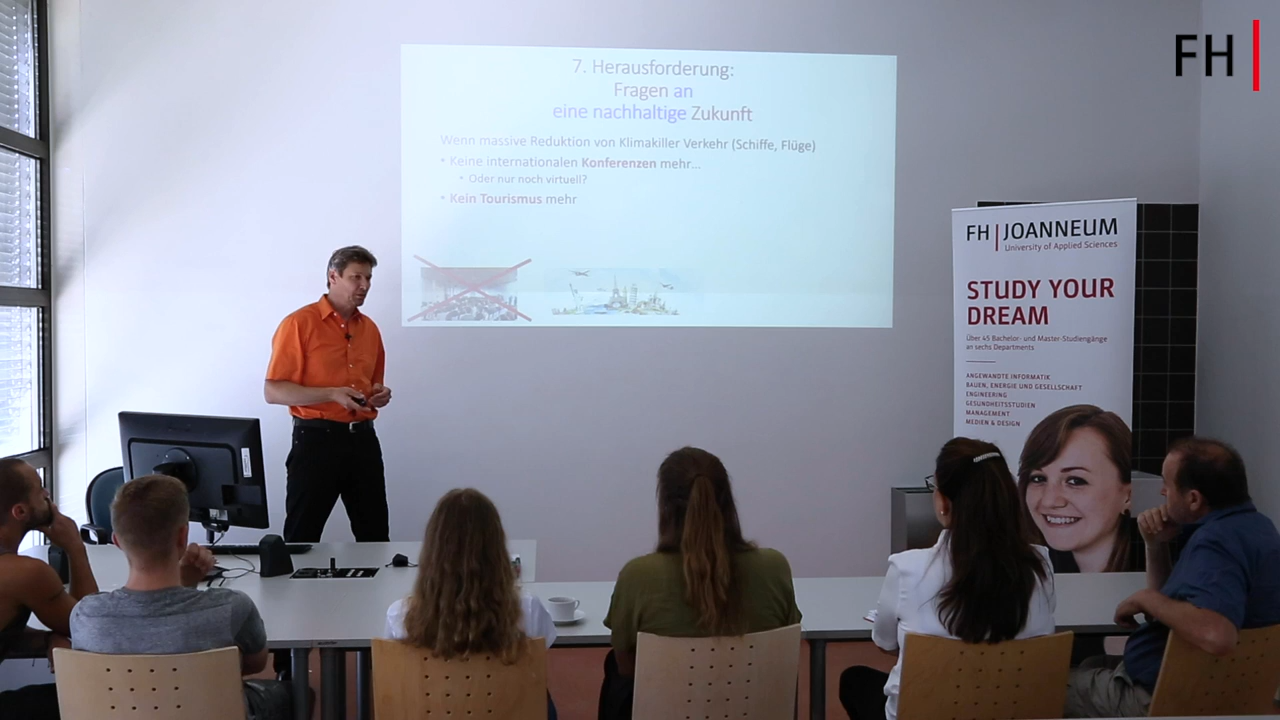 FH
7. Herausforderung:
Fragen an
eine nachhaltige Zukunft
Wenn massive Reduktion von Klimakiller Verkehr (Schiffe, Flüge)
• Keine internationalen Konferenzen mehr...
• Oder nur noch virtuell?
• Kein Tourismus mehr
FH | JOANNEUM
University of Applied Sciences
STUDY YOUR
DREAM
Über 45 Bachelor- und Master-Studiengänge
an sechs Departments
ANGEWANDTE INFORMATIK
BAUEN, ENERGIE UND GESELLSCHAFT
ENGINEERING
GESUNDHEITSSTUDIEN
MANAGEMENT
MEDIEN & DESIGN